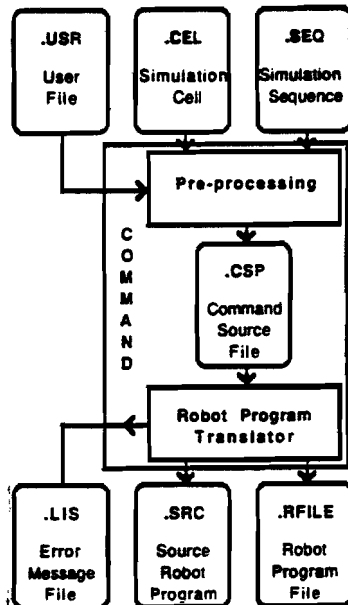 .USR
User
File
.CEL
Simulation
Cell
.SEQ
Simulation
Sequence
Pre-processing
COMMAND
.CSP
Command
Source
File
Robot Program
Translator
.LIS
Error
Message
File
.SRC
Source
Robot
Program
.RFILE
Robot
Program
File